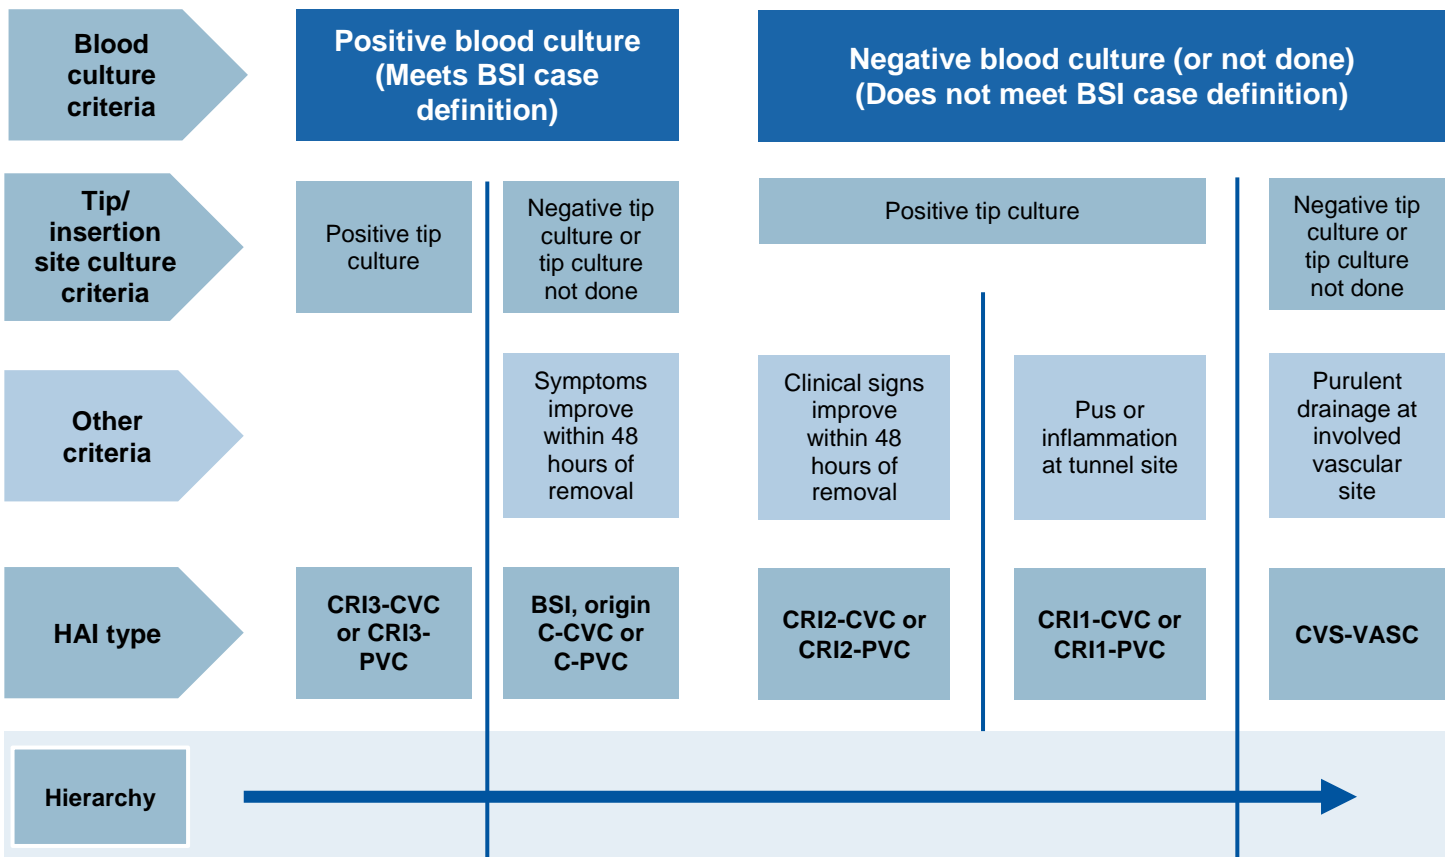 Blood
culture
criteria
Positive blood culture
(Meets BSI case
definition)
Negative blood culture (or not done)
(Does not meet BSI case definition)
Tip/
insertion
site culture
criteria
Positive tip
culture
Negative tip
culture or
tip culture
not done
Positive tip culture
Negative tip
culture or
tip culture
not done
Other
criteria
Symptoms
improve
within 48
hours of
removal
Clinical signs
improve
within 48
hours of
removal
Pus or
inflammation
at tunnel site
Purulent
drainage at
involved
vascular
site
HAI type
CRI3-CVC
or CRI3-
PVC
BSI, origin
C-CVC or
C-PVC
CRI2-CVC or
CRI2-PVC
CRI1-CVC or
CRI1-PVC
CVS-VASC
Hierarchy